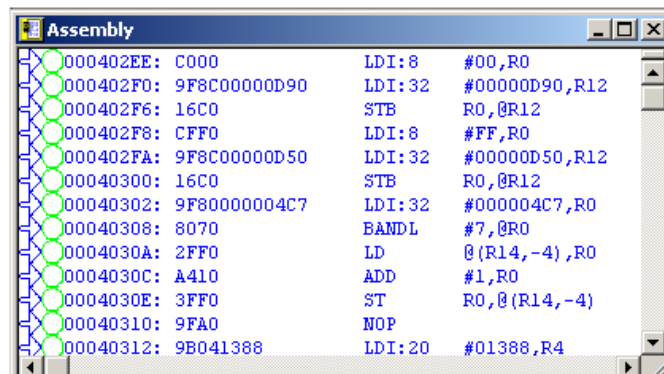 Assembly
000402EE: C000 LDI:8 #00,R0
000402F0: 9F8C00000D90 LDI:32 #00000D90,R12
000402F6: 16C0 STB R0,@R12
000402F8: CFF0 LDI:8 #FF,R0
000402FA: 9F8C00000D50 LDI:32 #00000D50,R12
00040300: 16C0 STB R0,@R12
00040302: 9F80000004C7 LDI:32 #000004C7,R0
00040308: 8070 BANDL #7,@R0
0004030A: 2FF0 LD @(R14,-4),R0
0004030C: A410 ADD #1,R0
0004030E: 3FF0 ST R0,@(R14,-4)
00040310: 9FA0 NOP
00040312: 9B041388 LDI:20 #01388,R4